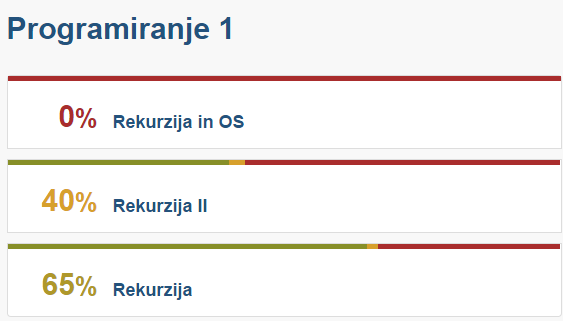 Programiranje 1
0% Rekurzija in OS
40% Rekurzija II
65% Rekurzija